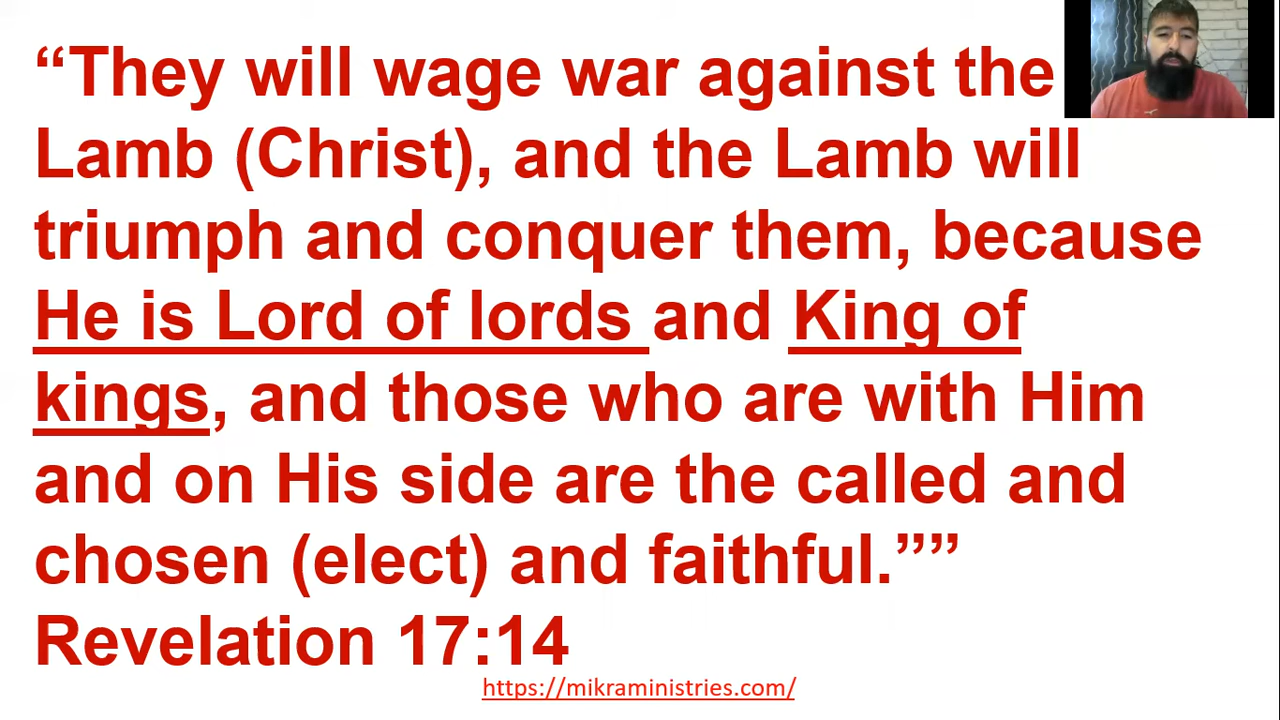 “They will wage war against the
Lamb (Christ), and the Lamb will
triumph and conquer them, because
He is Lord of lords and King of
kings, and those who are with Him
and on His side are the called and
chosen (elect) and faithful.””
Revelation 17:14
https://mikraministries.com/